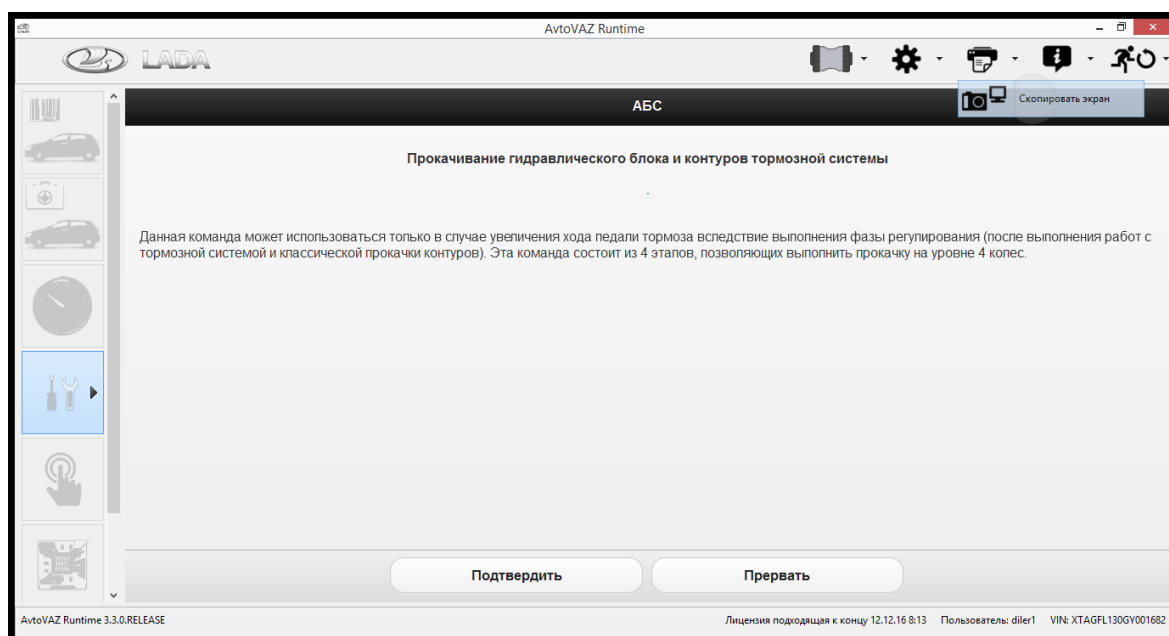 AvtoVAZ Runtime
LADA
АБС
Скопировать экран
Прокачивание гидравлического блока и контуров тормозной системы
.
Данная команда может использоваться только в случае увеличения хода педали тормоза вследствие выполнения фазы регулирования (после выполнения работ с
тормозной системой и классической прокачки контуров). Эта команда состоит из 4 этапов, позволяющих выполнить прокачку на уровне 4 колес.
Подтвердить
Прервать
AvtoVAZ Runtime 3.3.0.RELEASE
Лицензия подходящая к концу 12.12.16 8:13 Пользователь: diler1 VIN: XTAGFL130GY001682